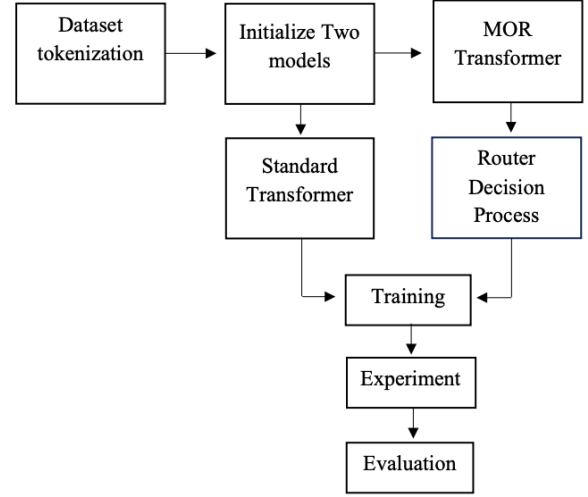 Dataset
tokenization
Initialize Two
models
MOR
Transformer
Standard
Transformer
Router
Decision
Process
Training
Experiment
Evaluation